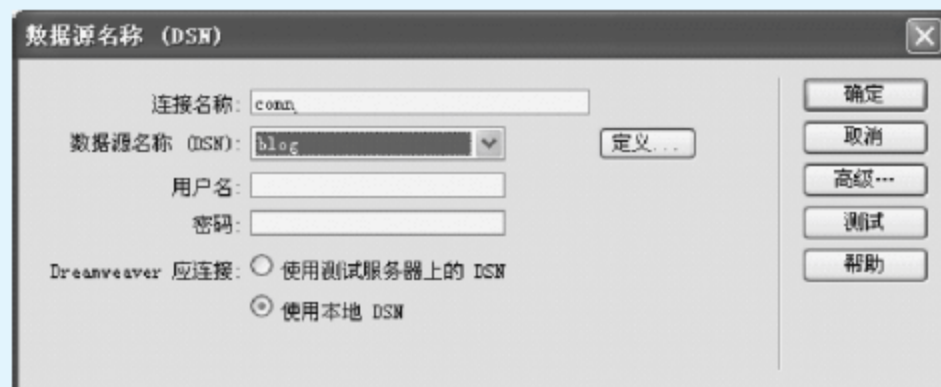 数据源名称 (DSN)
连接名称: conn
数据源名称 (DSN): blog 定义...
用户名:
密码:
Dreamweaver 应连接: 使用测试服务器上的 DSN
使用本地 DSN
确定
取消
高级...
测试
帮助